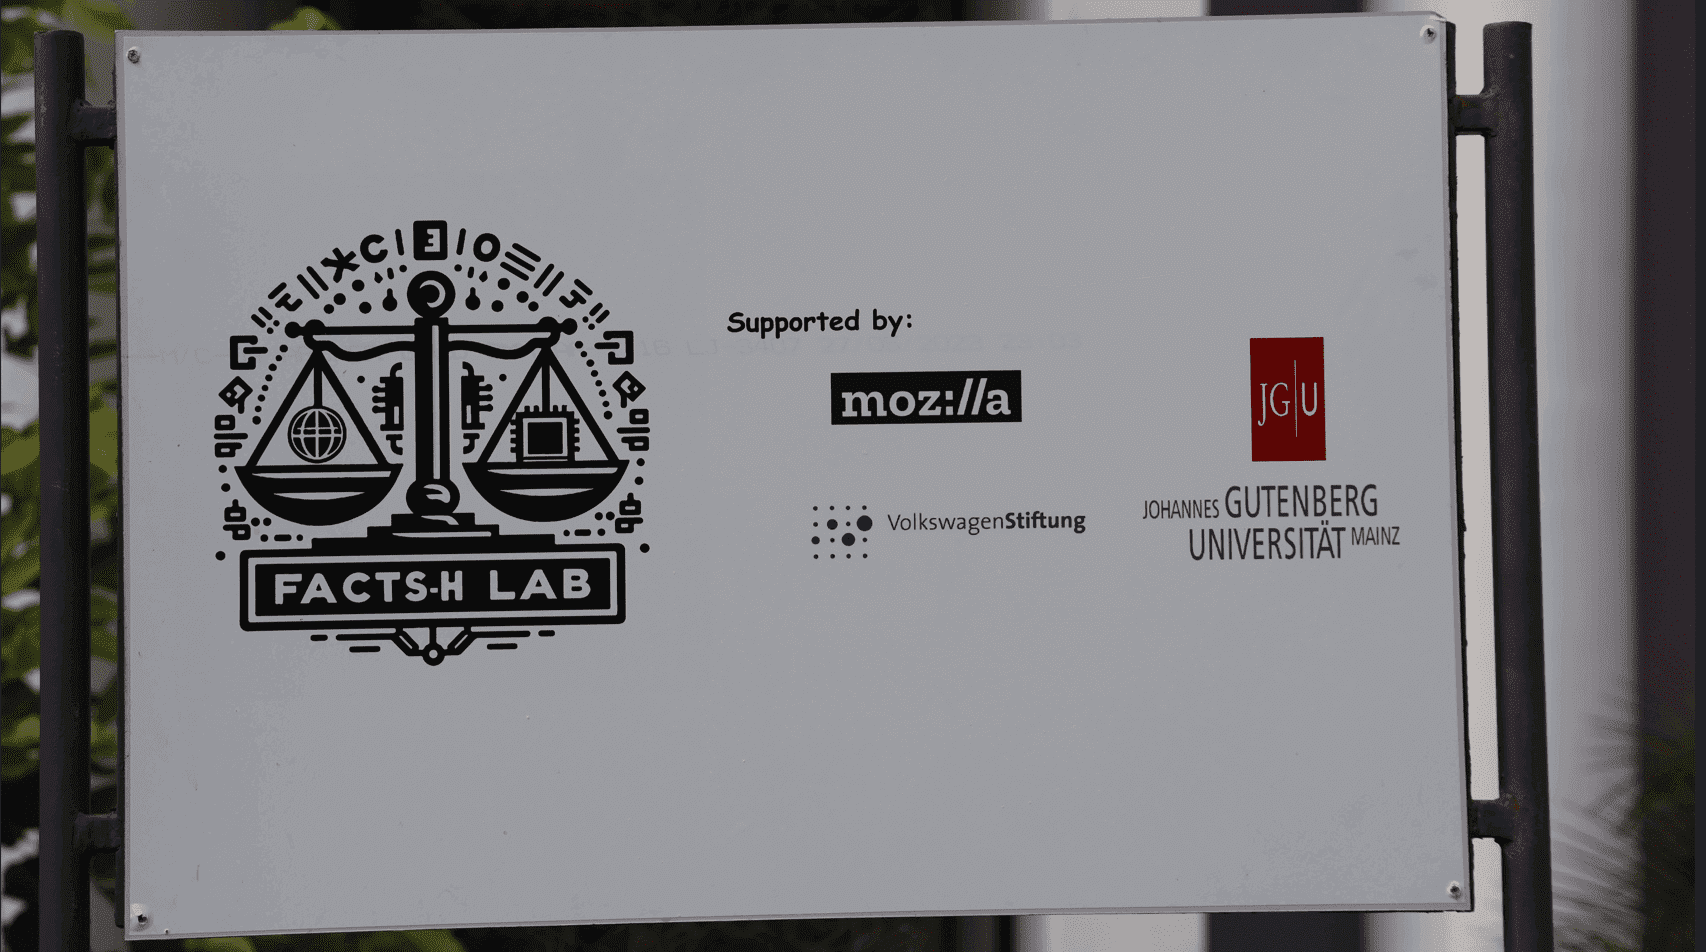 FACTS-H LAB
Supported by:
moz://a
VolkswagenStiftung
JG|U
JOHANNES GUTENBERG
UNIVERSITÄT MAINZ